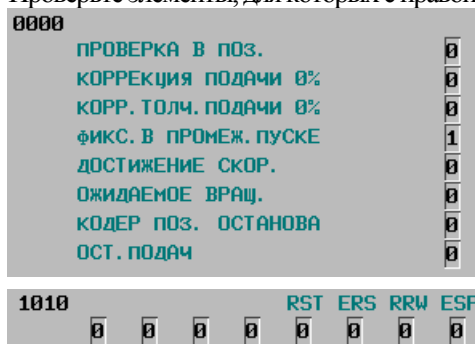 0000
ПРОВЕРКА В ПОЗ. 0
КОРРЕКЦИЯ ПОДАЧИ 0% 0
КОРР.ТОЛЧ.ПОДАЧИ 0% 0
ФИКС.В ПРОМЕЖ.ПУСКЕ 1
ДОСТИЖЕНИЕ СКОР. 0
ОЖИДАЕМОЕ ВРАЩ. 0
КОДЕР ПОЗ. ОСТАНОВА 0
ОСТ.ПОДАЧ 0
1010 RST ERS RRW ESP
0 0 0 0 0 0 0 0